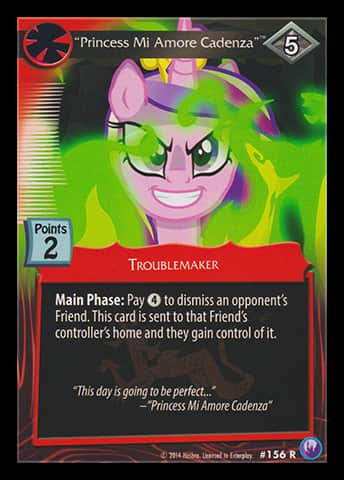 “Princess Mi Amore Cadenza”™
5
Points
2
TROUBLEMAKER
Main Phase: Pay 4 to dismiss an opponent’s
Friend. This card is sent to that Friend’s
controller’s home and they gain control of it.
“This day is going to be perfect...”
–“Princess Mi Amore Cadenza”
© 2014 Hasbro. Licensed to Enterplay.
#156 R